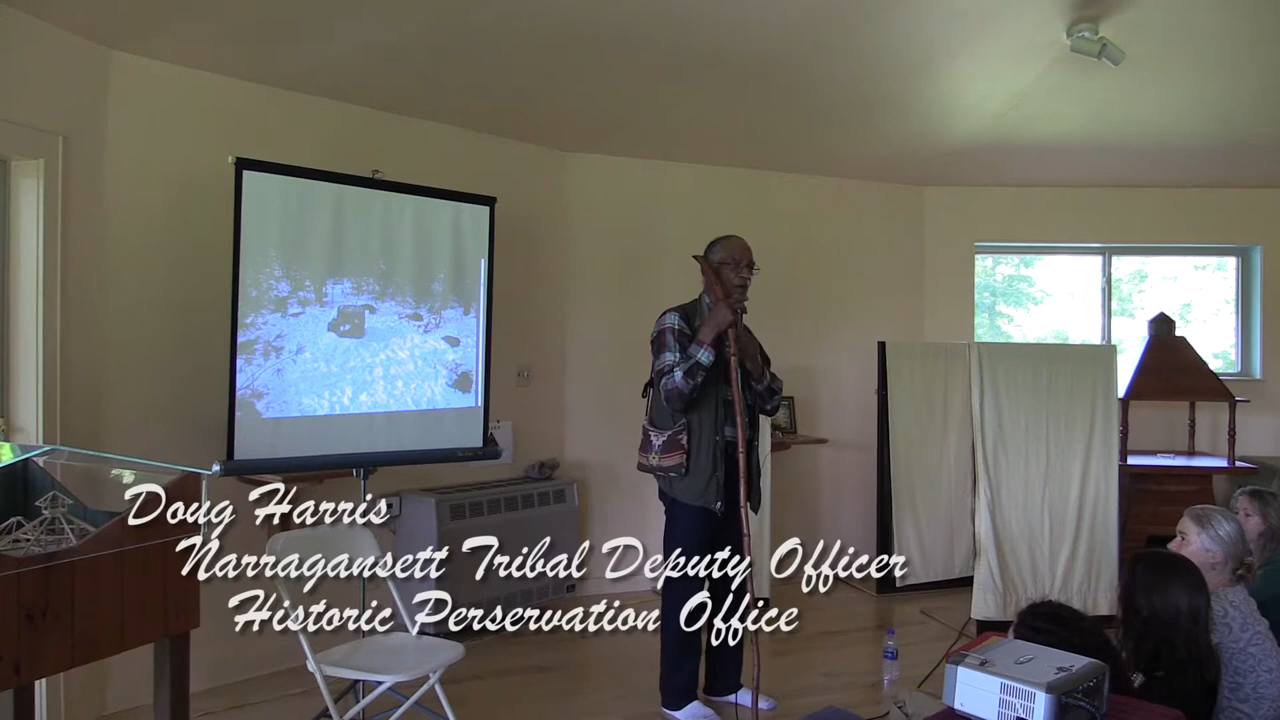 Doug Harris
Narragansett Tribal Deputy Officer
Historic Perservation Office